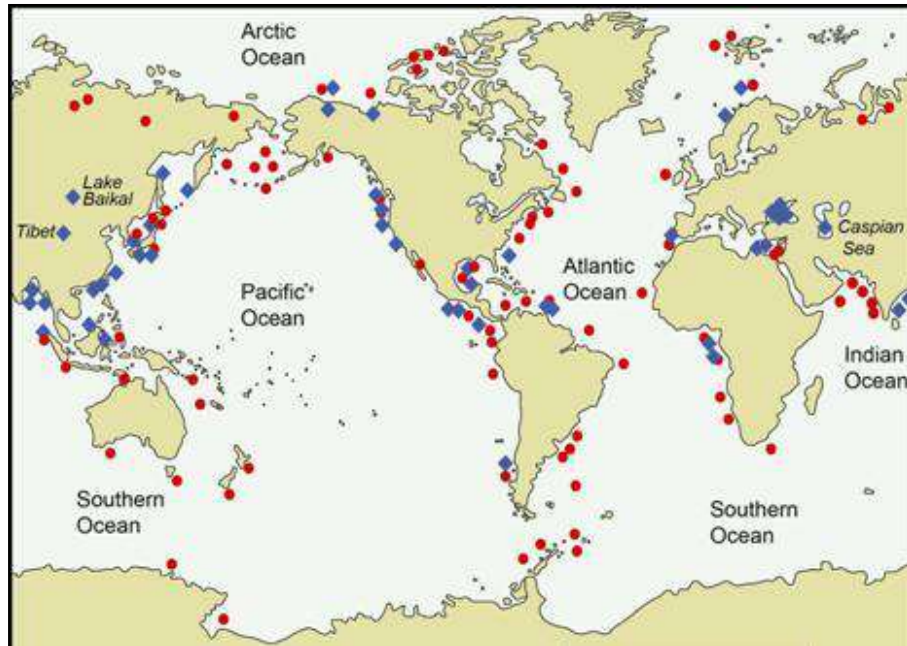 Arctic
Ocean
Lake
Baikal
Tibet
Caspian
Sea
Pacific
Ocean
Atlantic
Ocean
Indian
Ocean
Southern
Ocean
Southern
Ocean